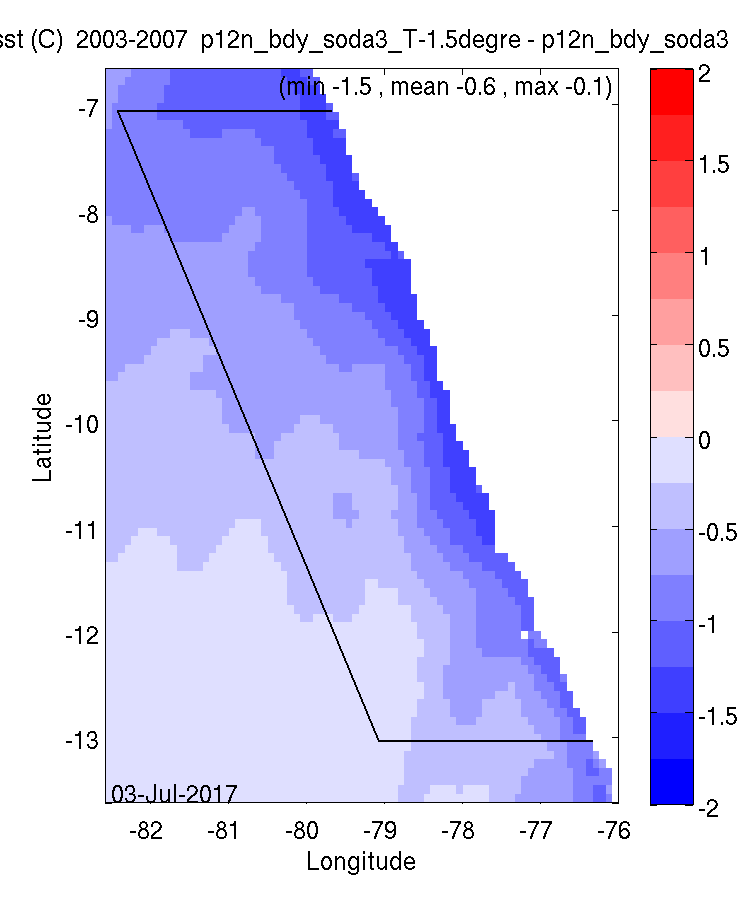 sst (C)  2003-2007  p12n_bdy_soda3_T-1.5degre - p12n_bdy_soda3
(min -1.5 , mean -0.6 , max -0.1)
-7
-8
-9
-10
-11
-12
-13
Latitude
03-Jul-2017
-82 -81 -80 -79 -78 -77 -76
Longitude
2
1.5
1
0.5
0
-0.5
-1
-1.5
-2